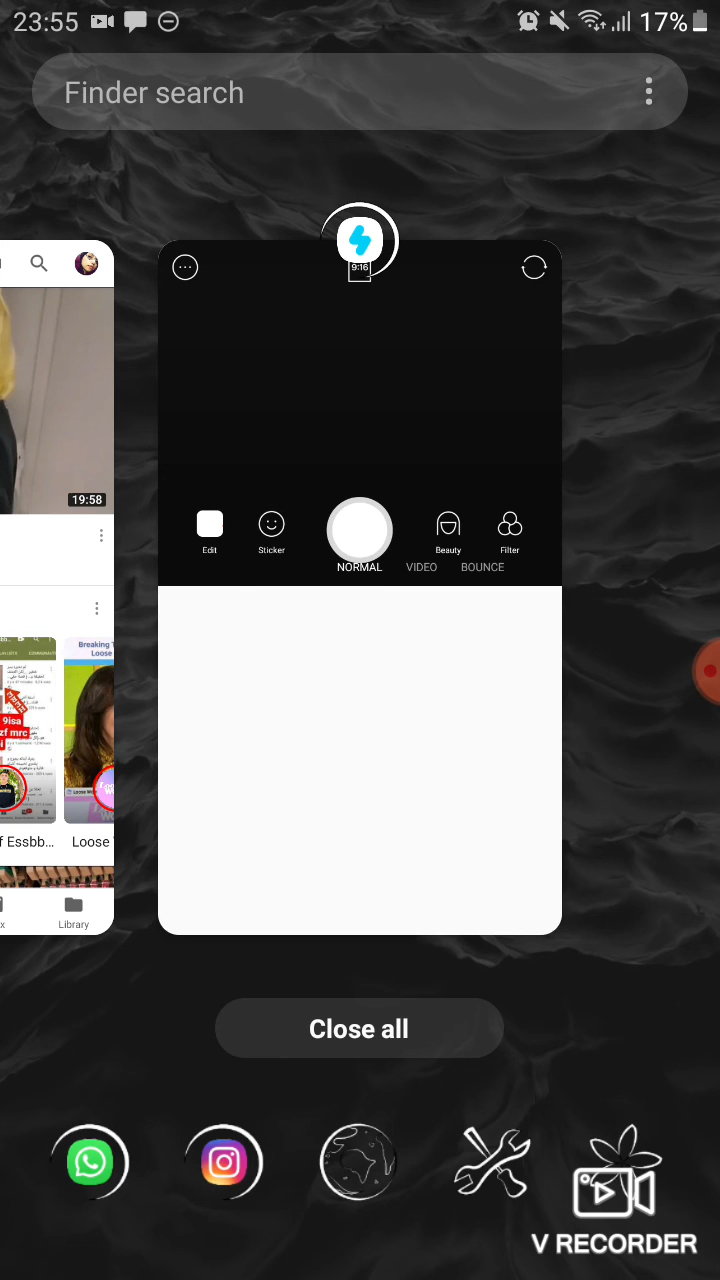 23:55
17%
Finder search
9:16
19:58
Breaking T
Loose
9isa
zf mrc
f Essbb...
Loose
x
Library
Edit
Sticker
Beauty
Filter
NORMAL
VIDEO
BOUNCE
Close all
V RECORDER